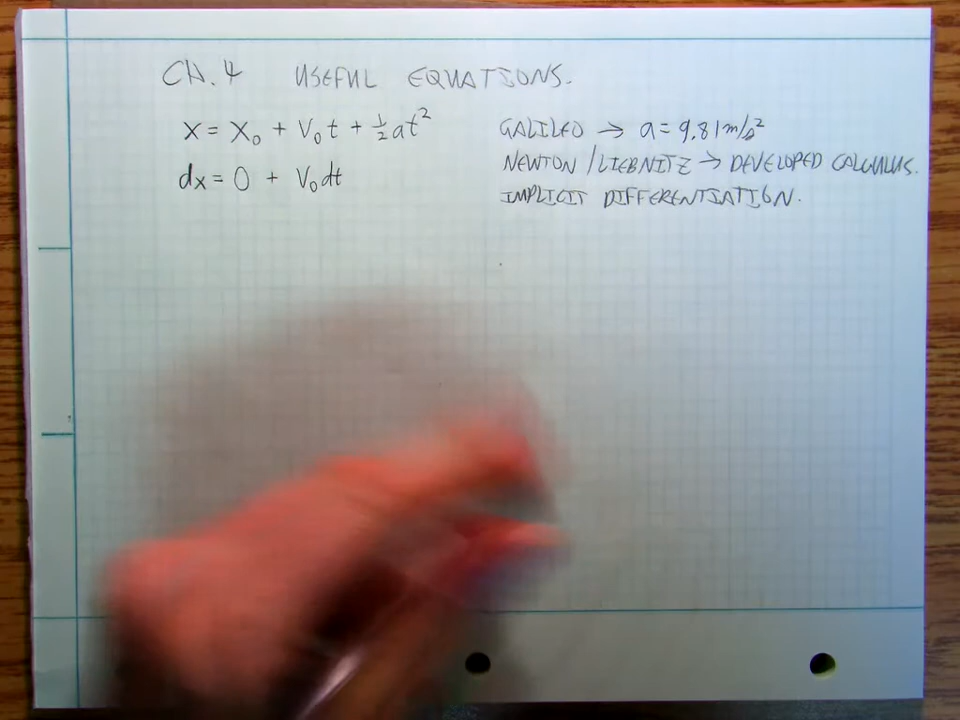 CH. 4 USEFUL EQUATIONS.
x = x₀ + v₀t + ½at²
dx = 0 + v₀dt
GALILEO → a = 9.81m/s²
NEWTON / LIEBNITZ → DEVELOPED CALCULUS.
IMPLICIT DIFFERENTIATION.